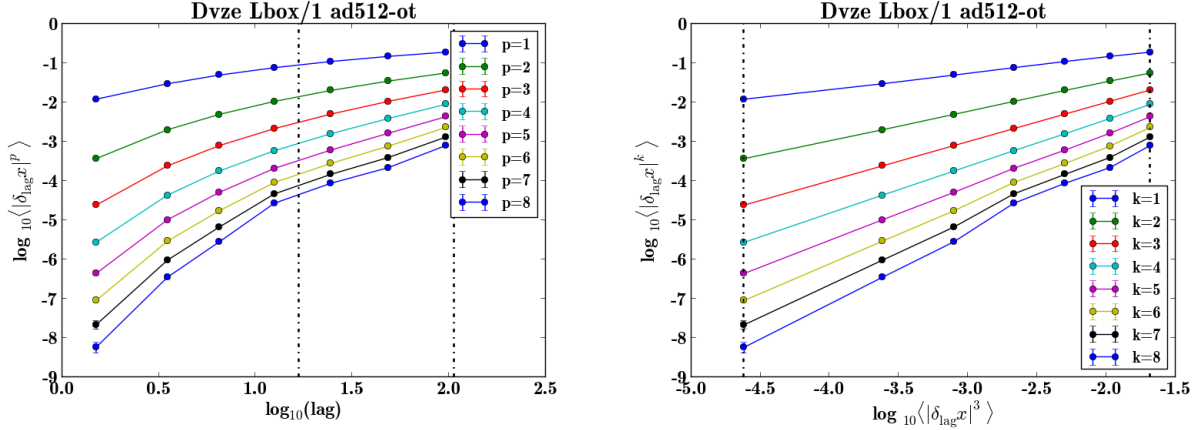 Dvze Lbox/1 ad512-ot
0
-1
-2
-3
-4
-5
-6
-7
-8
-9
0.0 0.5 1.0 1.5 2.0 2.5
log₁₀(lag)
log ₁₀⟨|δ_lag x|^p ⟩
p=1
p=2
p=3
p=4
p=5
p=6
p=7
p=8
Dvze Lbox/1 ad512-ot
0
-1
-2
-3
-4
-5
-6
-7
-8
-9
-5.0 -4.5 -4.0 -3.5 -3.0 -2.5 -2.0 -1.5
log ₁₀⟨|δ_lag x|^3 ⟩
log ₁₀⟨|δ_lag x|^k ⟩
k=1
k=2
k=3
k=4
k=5
k=6
k=7
k=8